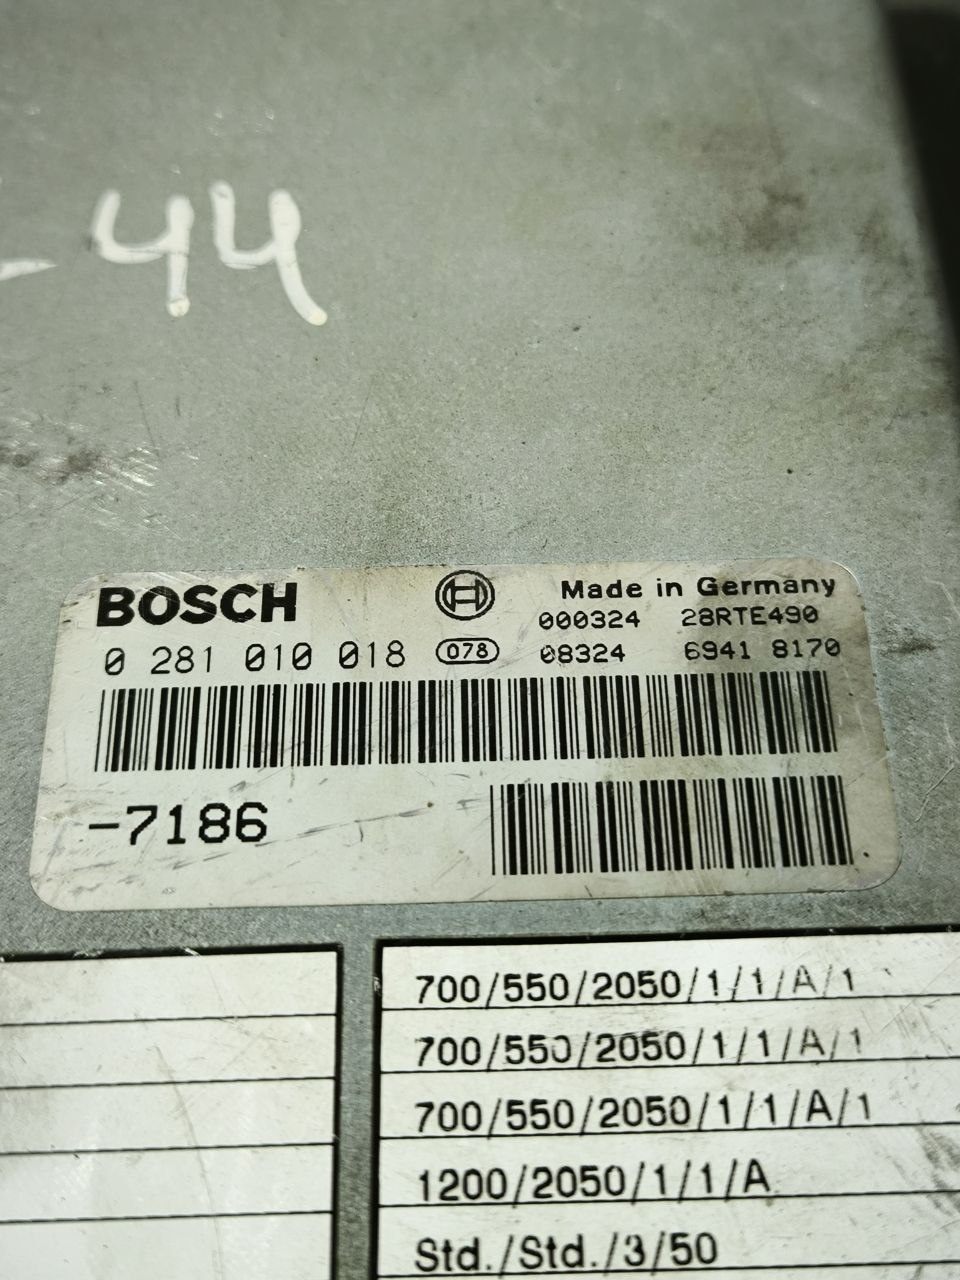 - 44
BOSCH
Made in Germany
000324 28RTE490
0 281 010 018 078 08324 6941 8170
-7186
700/550/2050/1/1/A/1
700/550/2050/1/1/A/1
700/550/2050/1/1/A/1
1200/2050/1/1/A
Std./Std./3/50